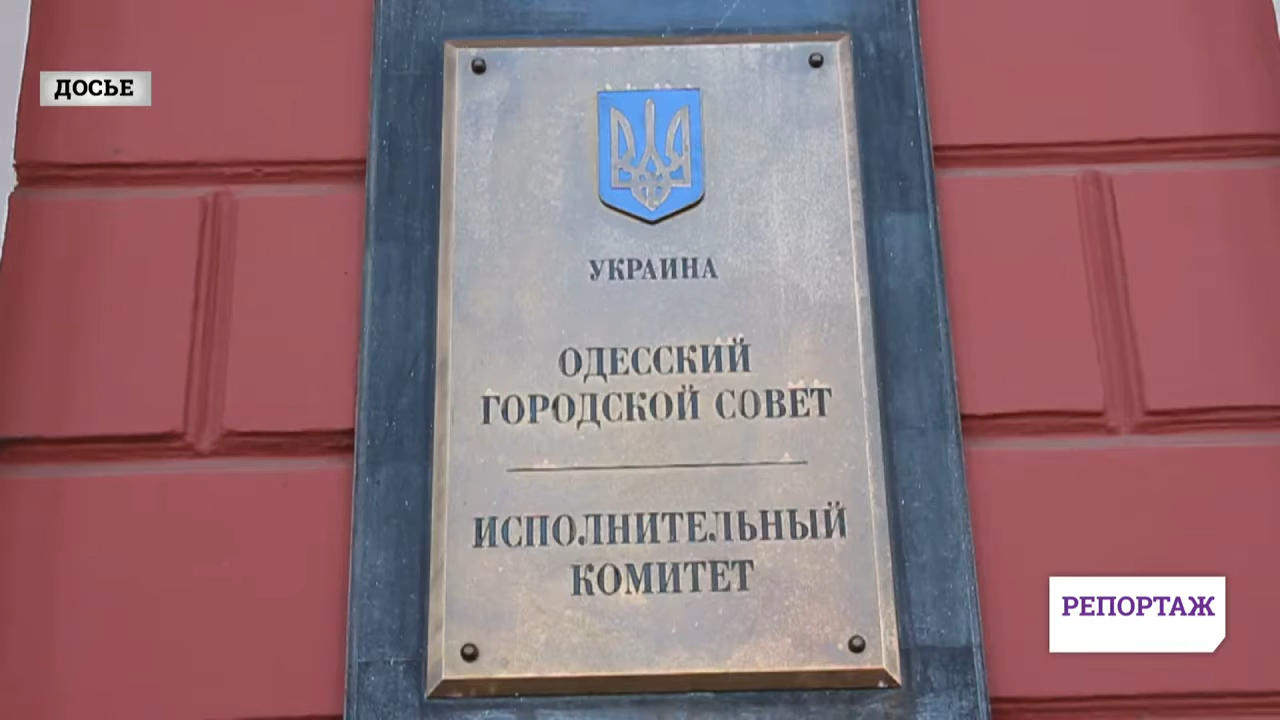 ДОСЬЕ
УКРАИНА
ОДЕССКИЙ
ГОРОДСКОЙ СОВЕТ
ИСПОЛНИТЕЛЬНЫЙ
КОМИТЕТ
РЕПОРТАЖ